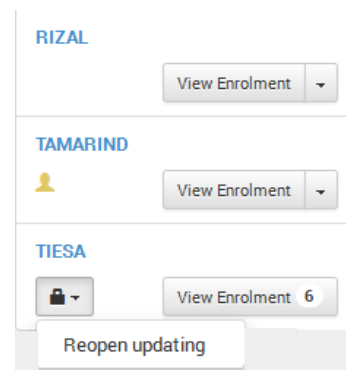 RIZAL
View Enrolment
TAMARIND
View Enrolment
TIESA
View Enrolment 6
Reopen updating